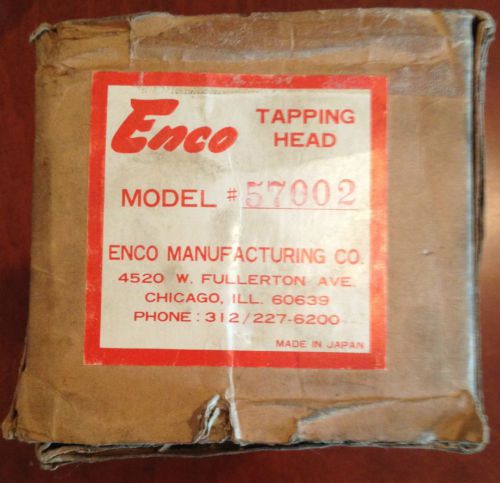 Enco TAPPING
HEAD
MODEL # 57002
ENCO MANUFACTURING CO.
4520 W. FULLERTON AVE.
CHICAGO, ILL. 60639
PHONE: 312/227-6200
MADE IN JAPAN